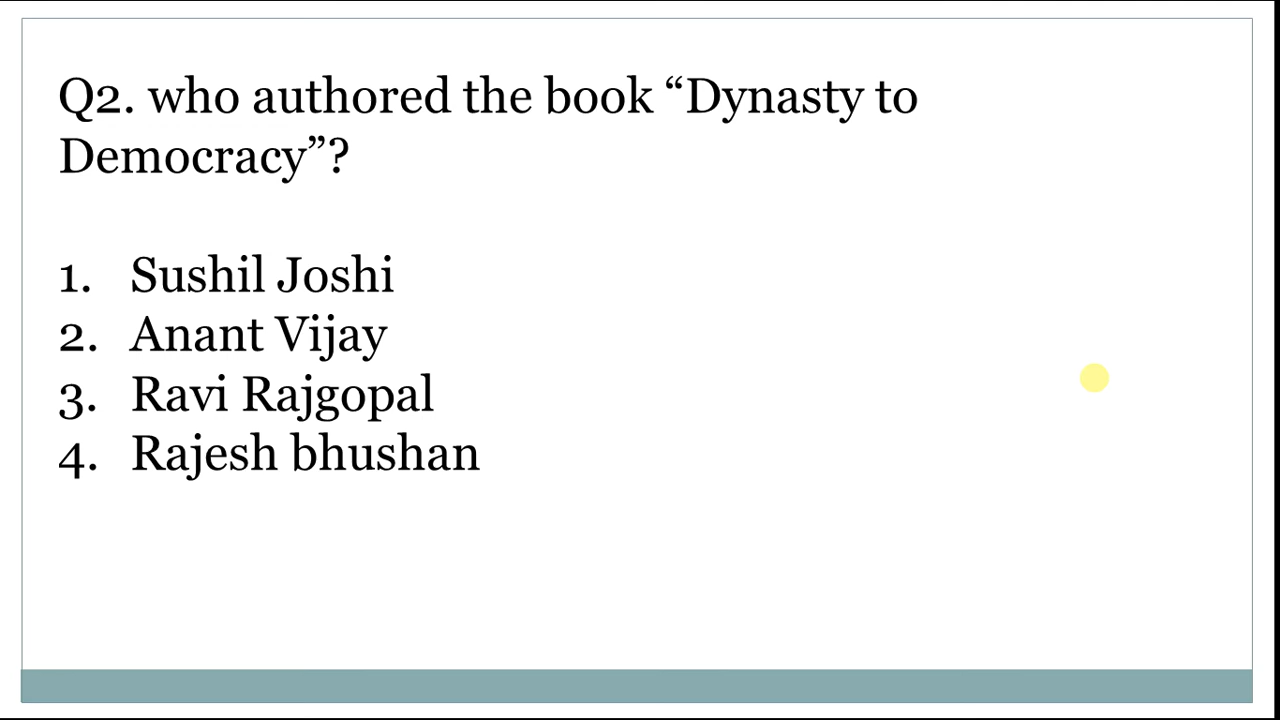 Q2. who authored the book “Dynasty to
Democracy”?
1. Sushil Joshi
2. Anant Vijay
3. Ravi Rajgopal
4. Rajesh bhushan